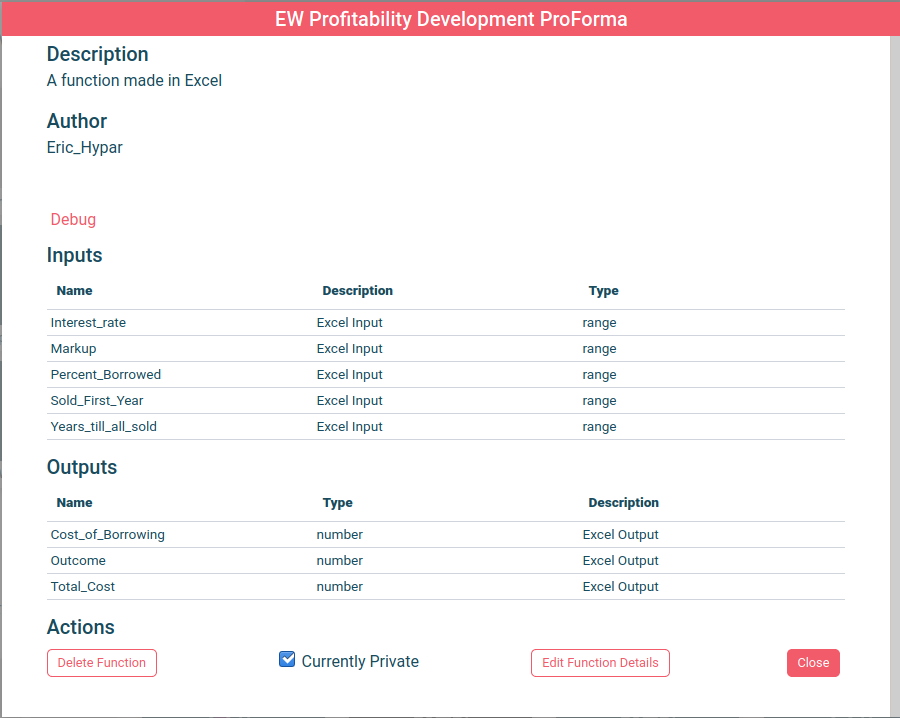 EW Profitability Development ProForma
Description
A function made in Excel
Author
Eric_Hypar
Debug
Inputs
Name Description Type
Interest_rate Excel Input range
Markup Excel Input range
Percent_Borrowed Excel Input range
Sold_First_Year Excel Input range
Years_till_all_sold Excel Input range
Outputs
Name Type Description
Cost_of_Borrowing number Excel Output
Outcome number Excel Output
Total_Cost number Excel Output
Actions
Delete Function Currently Private Edit Function Details Close